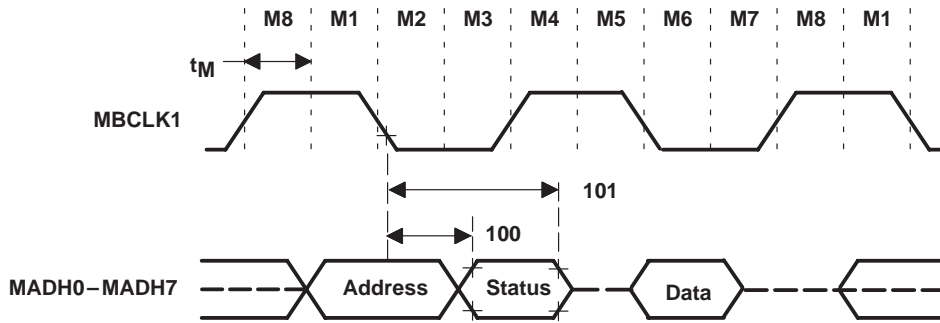 M8 M1 M2 M3 M4 M5 M6 M7 M8 M1
tM
MBCLK1
101
100
MADH0–MADH7 Address Status Data